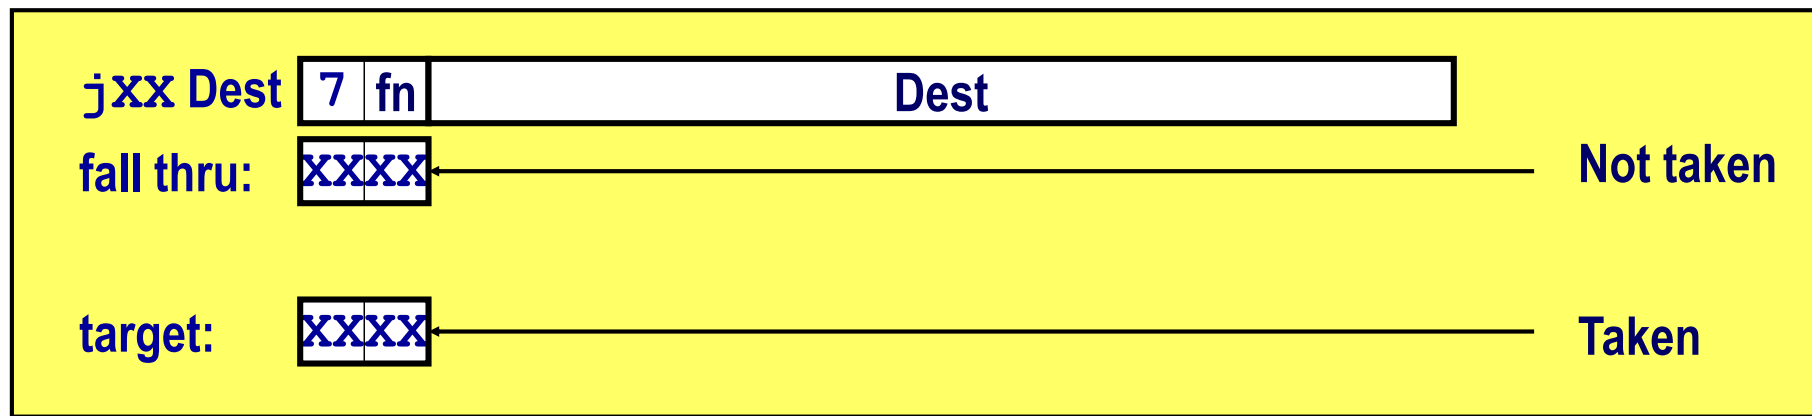 jXX Dest 7 fn Dest
fall thru: XX XX Not taken
target: XX XX Taken